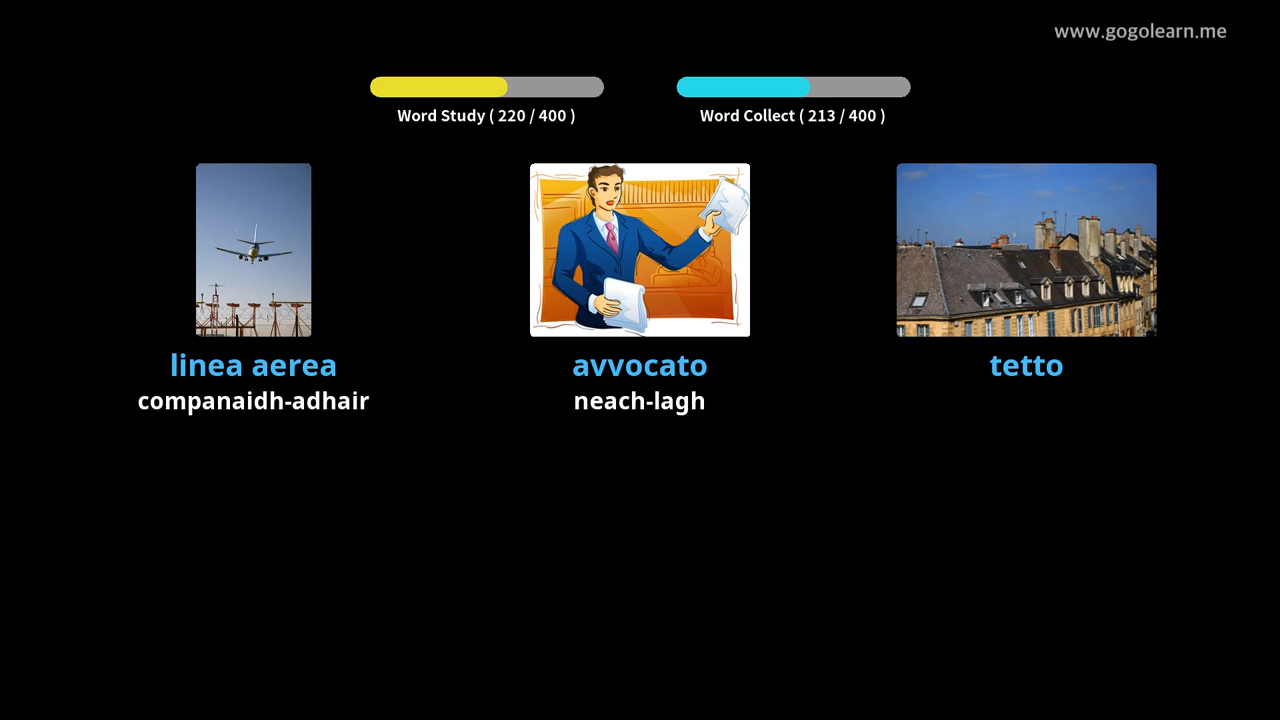 www.gogolearn.me
Word Study ( 220 / 400 )
Word Collect ( 213 / 400 )
linea aerea
companaidh-adhair
avvocato
neach-lagh
tetto